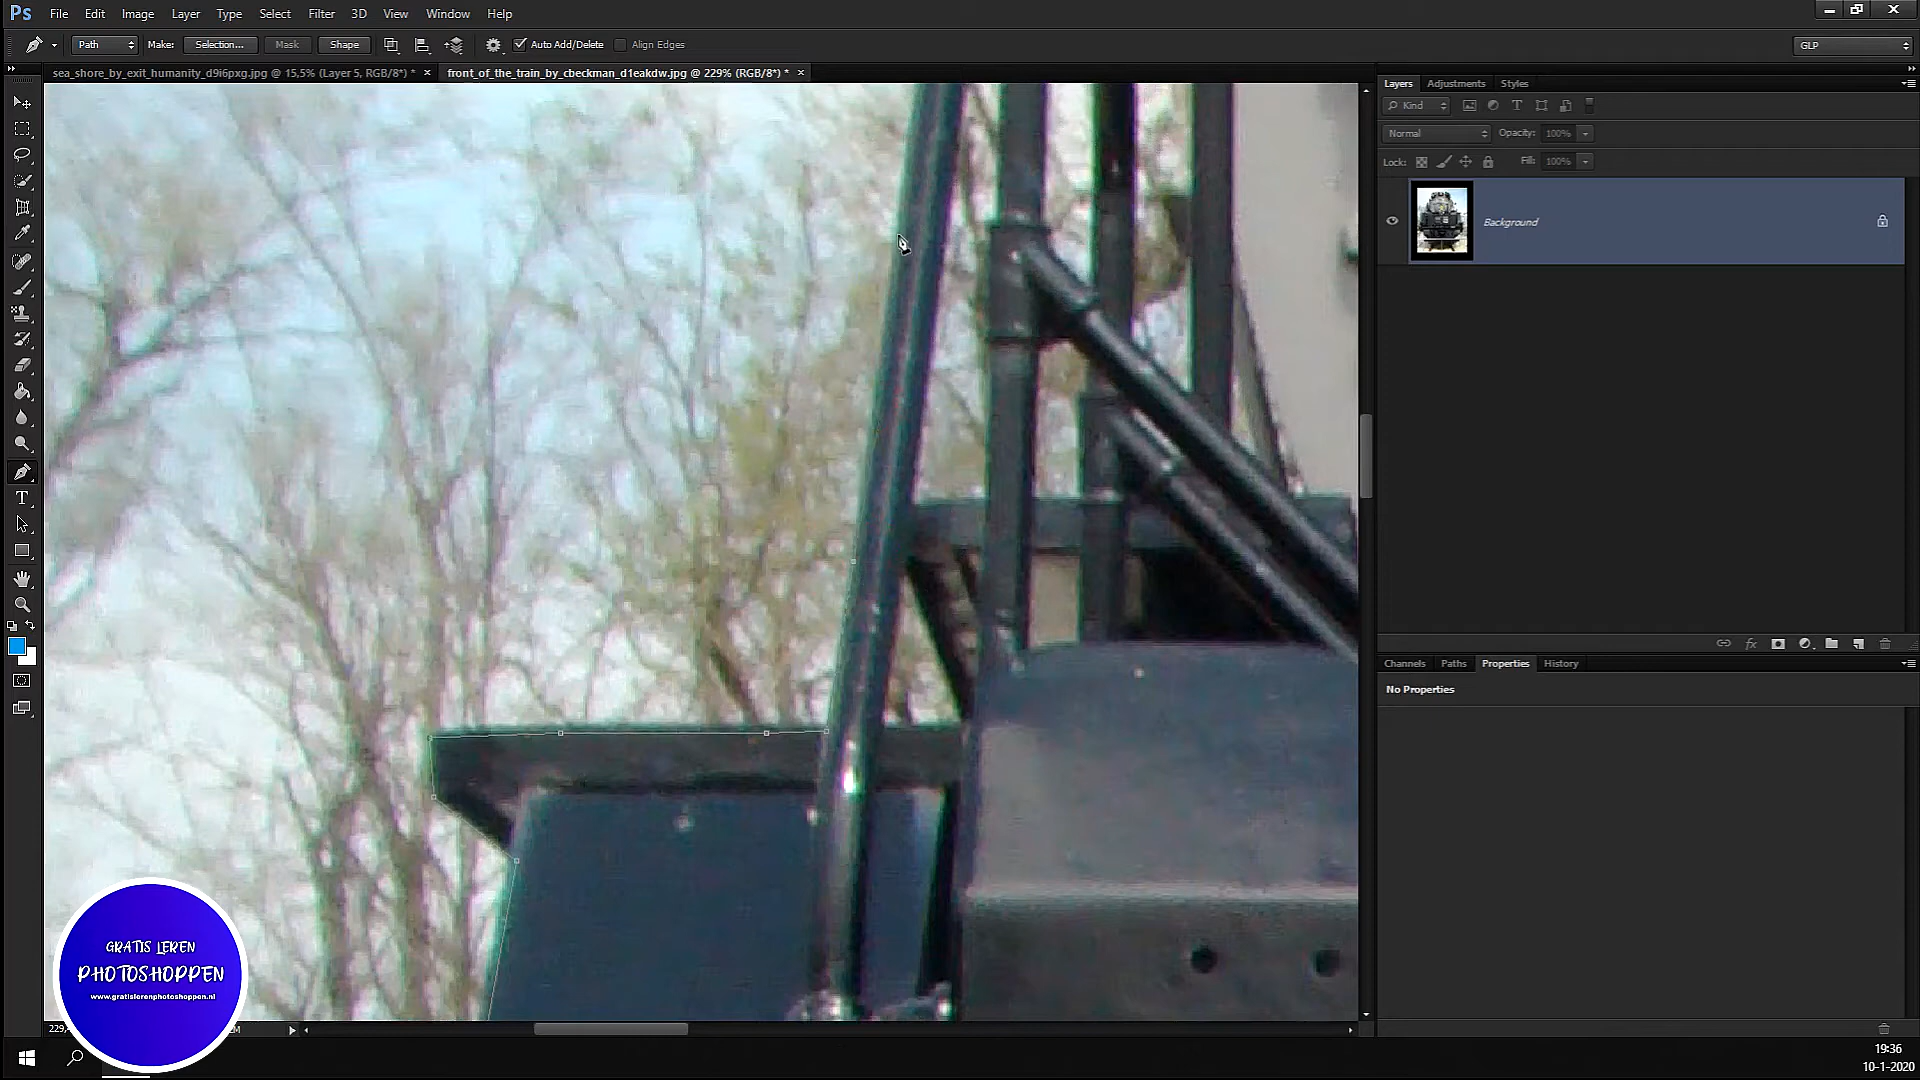 Ps File Edit Image Layer Type Select Filter 3D View Window Help
Path Make: Selection... Mask Shape Auto Add/Delete Align Edges GLP
sea_shore_by_exit_humanity_d9i6pxg.jpg @ 15,5% (Layer 5, RGB/8*) * × front_of_the_train_by_cbeckman_d1eakdw.jpg @ 229% (RGB/8*) * ×
Layers Adjustments Styles
Kind
Normal Opacity: 100%
Lock: Fill: 100%
Background
Channels Paths Properties History
No Properties
GRATIS LEREN
PHOTOSHOPPEN
www.gratislerenphotoshoppen.nl
19:36
10-1-2020